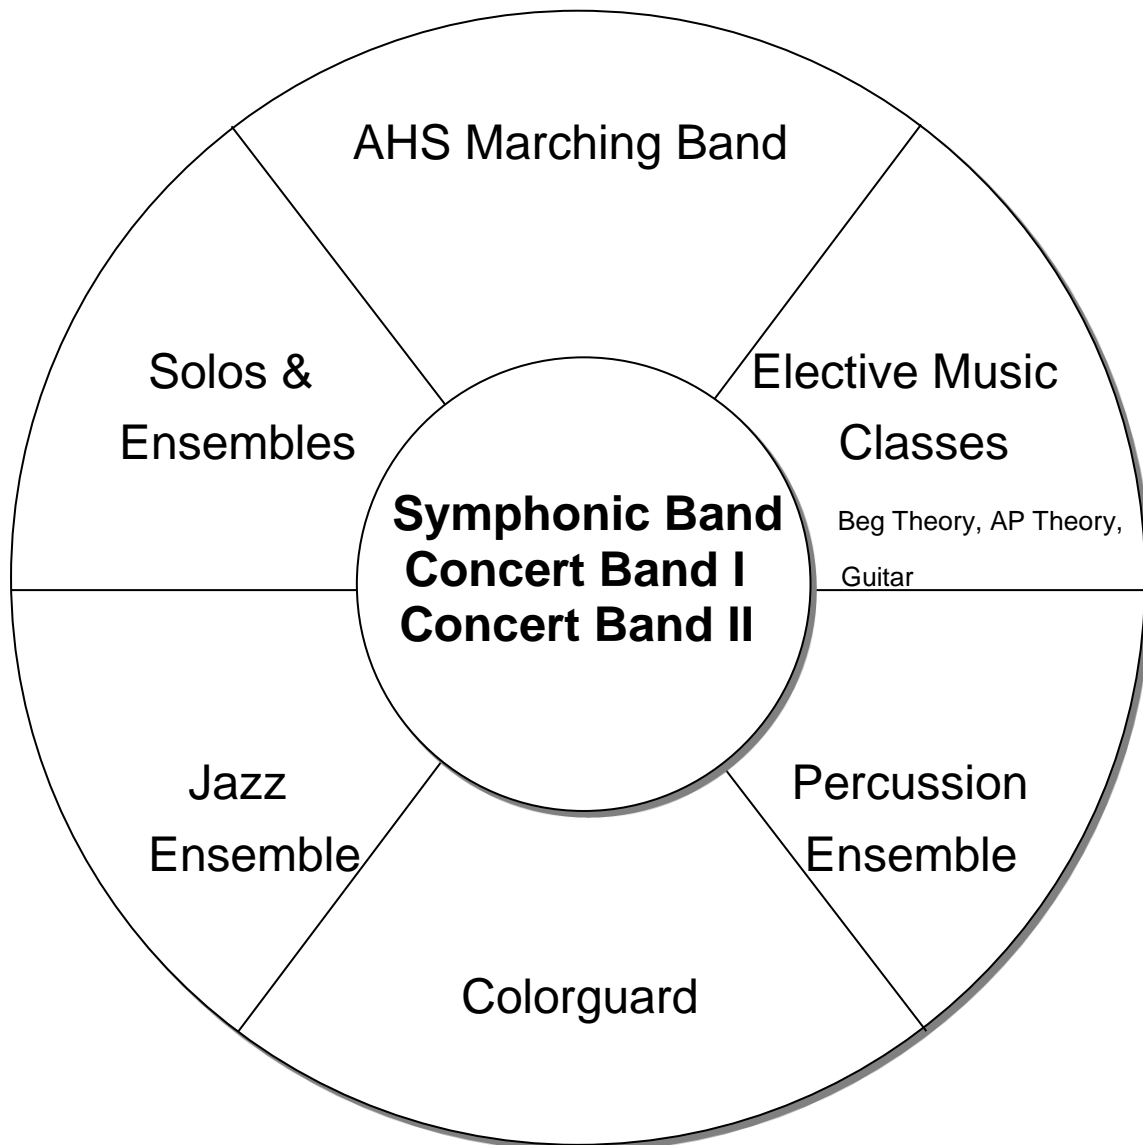 AHS Marching Band
Solos &
Ensembles
Elective Music
Classes
Beg Theory, AP Theory,
Guitar
Symphonic Band
Concert Band I
Concert Band II
Jazz
Ensemble
Percussion
Ensemble
Colorguard